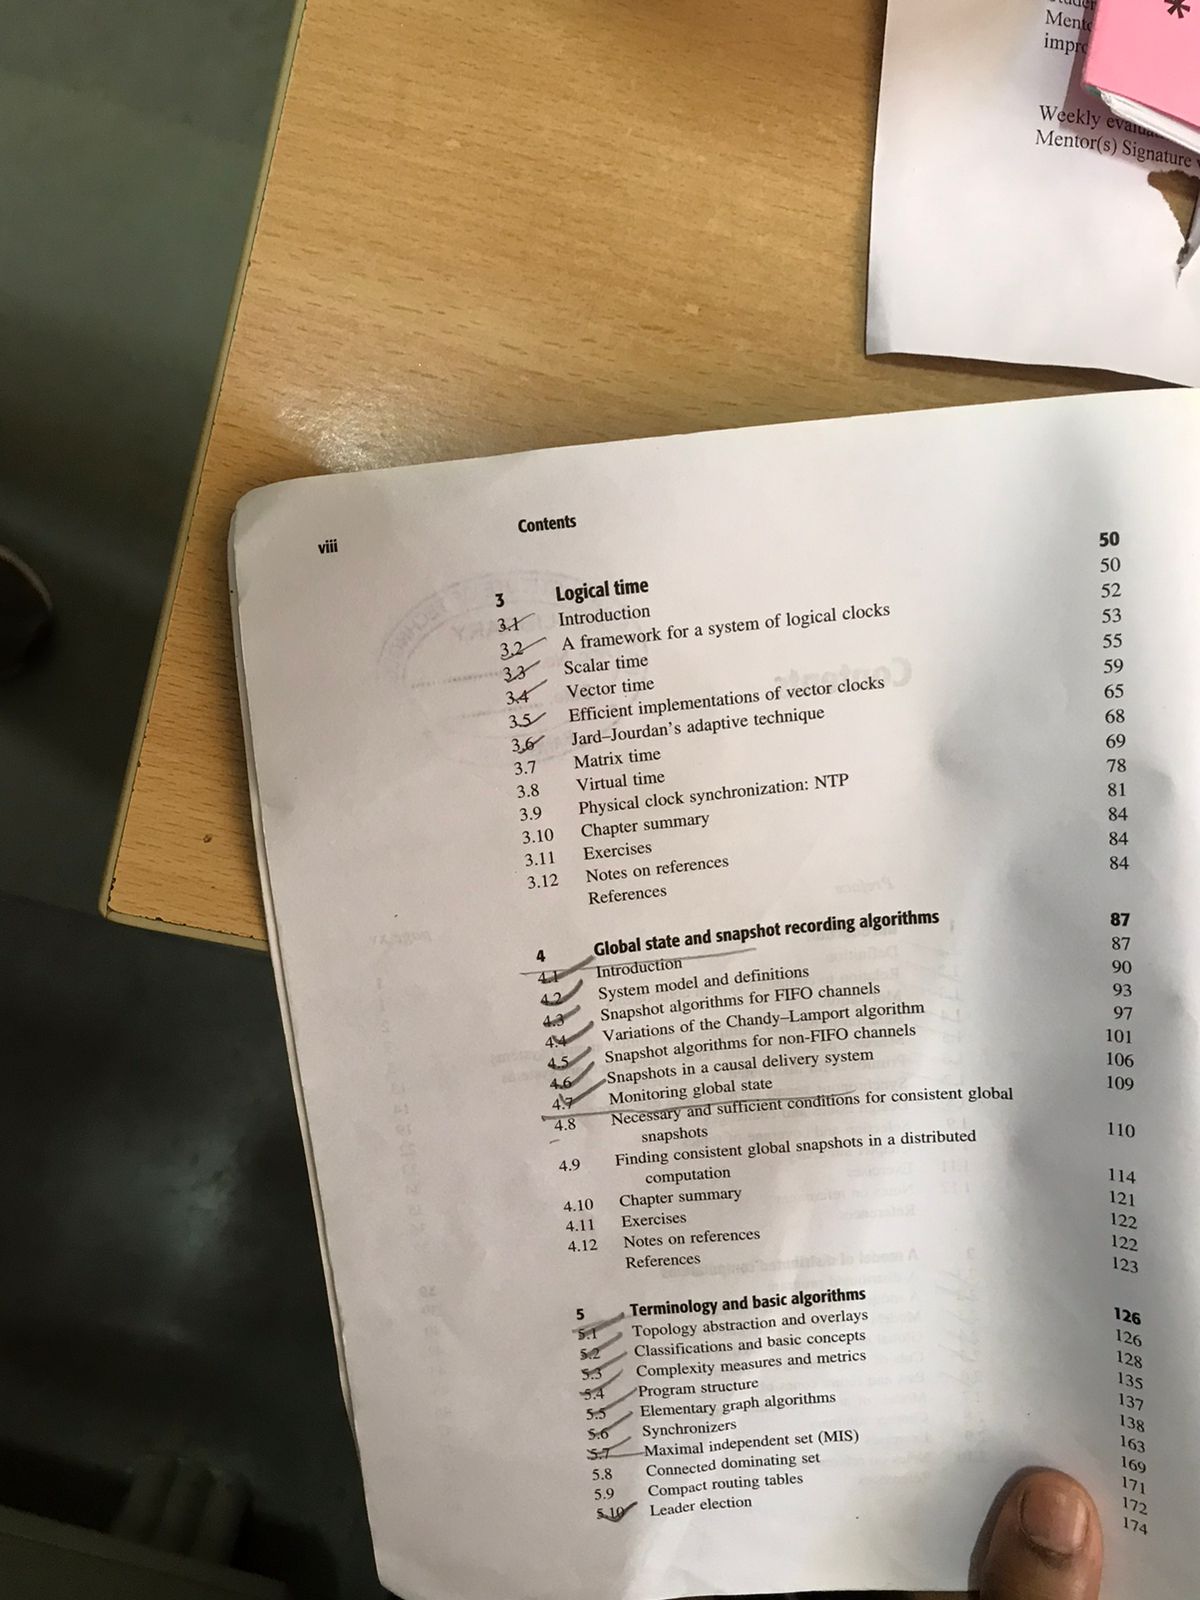 Weekly
Mentor(s) Signature
viii
Contents
3 Logical time 50
3.1 Introduction 50
3.2 A framework for a system of logical clocks 52
3.3 Scalar time 53
3.4 Vector time 55
3.5 Efficient implementations of vector clocks 59
3.6 Jard–Jourdan's adaptive technique 65
3.7 Matrix time 68
3.8 Virtual time 69
3.9 Physical clock synchronization: NTP 78
3.10 Chapter summary 81
3.11 Exercises 84
3.12 Notes on references 84
References 84
4 Global state and snapshot recording algorithms 87
4.1 Introduction 87
4.2 System model and definitions 90
4.3 Snapshot algorithms for FIFO channels 93
4.4 Variations of the Chandy–Lamport algorithm 97
4.5 Snapshot algorithms for non-FIFO channels 101
4.6 Snapshots in a causal delivery system 106
4.7 Monitoring global state 109
4.8 Necessary and sufficient conditions for consistent global
snapshots 110
4.9 Finding consistent global snapshots in a distributed
computation 114
4.10 Chapter summary 121
4.11 Exercises 122
4.12 Notes on references 122
References 123
5 Terminology and basic algorithms 126
5.1 Topology abstraction and overlays 126
5.2 Classifications and basic concepts 128
5.3 Complexity measures and metrics 135
5.4 Program structure 137
5.5 Elementary graph algorithms 138
5.6 Synchronizers 163
5.7 Maximal independent set (MIS) 169
5.8 Connected dominating set 171
5.9 Compact routing tables 172
5.10 Leader election 174